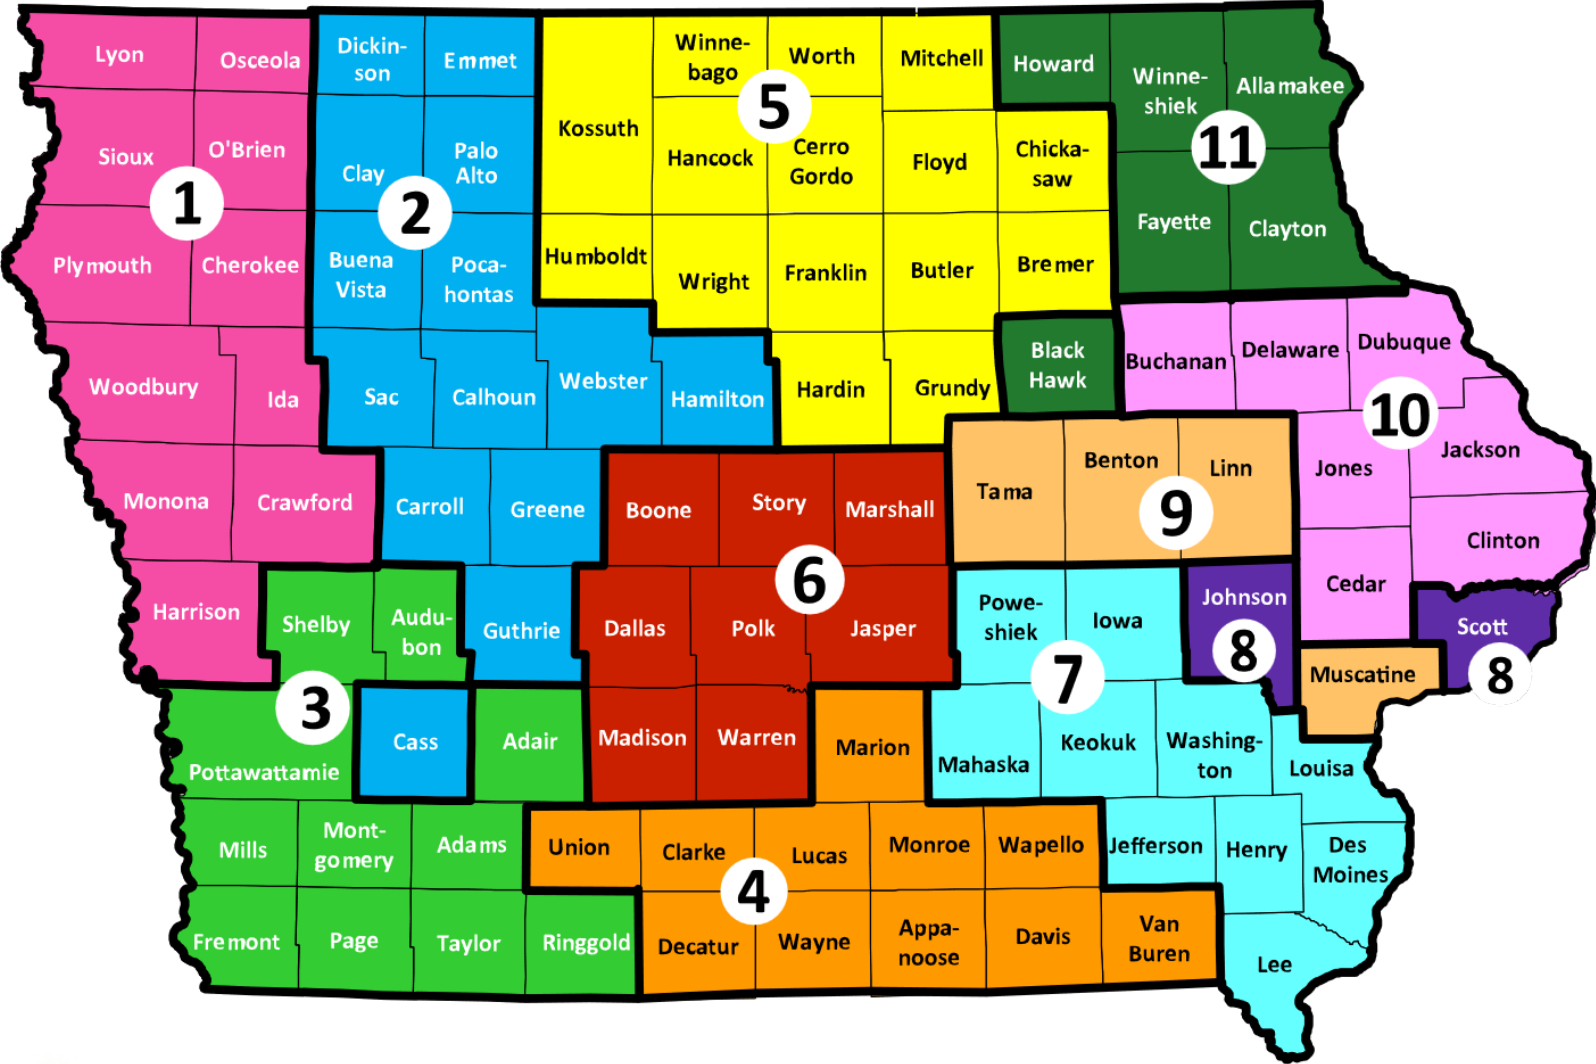 Lyon
Osceola
Dickin-
son
Emmet
Kossuth
Winne-
bago
Worth
Mitchell
Howard
Winne-
shiek
Allamakee
Sioux
O'Brien
Clay
Palo
Alto
5
Hancock
Cerro
Gordo
Floyd
Chicka-
saw
11
1
2
Fayette
Clayton
Plymouth
Cherokee
Buena
Vista
Poca-
hontas
Humboldt
Wright
Franklin
Butler
Bremer
Woodbury
Ida
Sac
Calhoun
Webster
Hamilton
Hardin
Grundy
Black
Hawk
Buchanan
Delaware
Dubuque
10
Monona
Crawford
Carroll
Greene
Boone
Story
Marshall
Tama
Benton
Linn
9
Jones
Jackson
Clinton
Harrison
Shelby
Audu-
bon
Guthrie
6
Dallas
Polk
Jasper
Powe-
shiek
Iowa
Johnson
8
Cedar
Scott
8
Muscatine
3
7
Pottawattamie
Cass
Adair
Madison
Warren
Marion
Mahaska
Keokuk
Washing-
ton
Louisa
Mills
Mont-
gomery
Adams
Union
Clarke
Lucas
Monroe
Wapello
Jefferson
Henry
Des
Moines
4
Fremont
Page
Taylor
Ringgold
Decatur
Wayne
Appa-
noose
Davis
Van
Buren
Lee